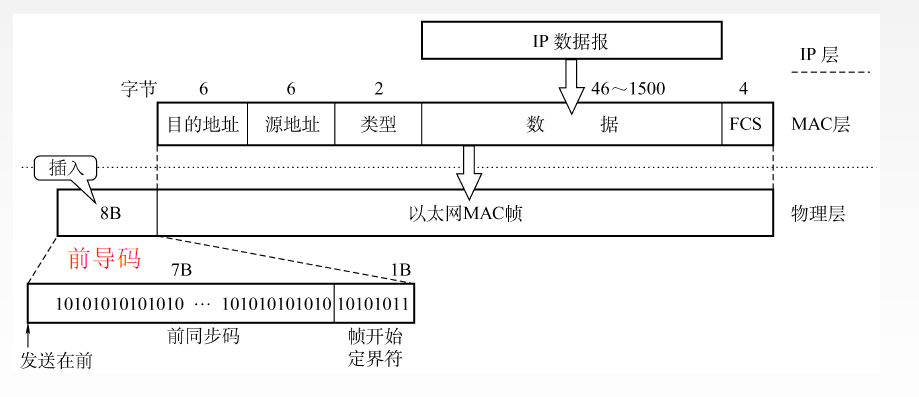 IP 数据报
IP 层
字节 6 6 2 46～1500 4
目的地址 源地址 类型 数 据 FCS MAC层
插入
8B 以太网MAC帧 物理层
前导码
7B 1B
10101010101010 … 101010101010 10101011
前同步码 帧开始
定界符
发送在前